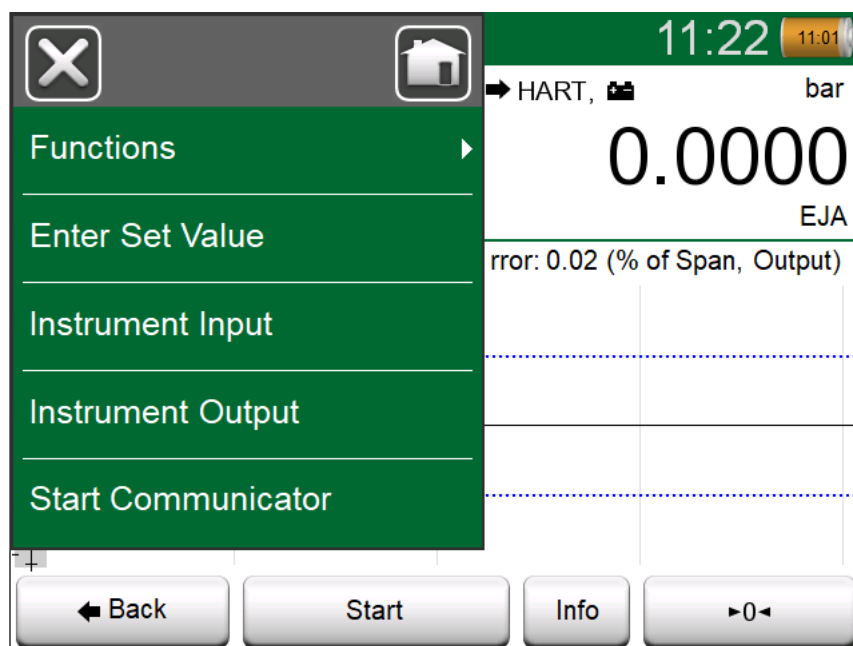 11:22 11:01
HART, bar
0.0000
EJA
rror: 0.02 (% of Span, Output)
Functions
Enter Set Value
Instrument Input
Instrument Output
Start Communicator
Back Start Info ►0◄